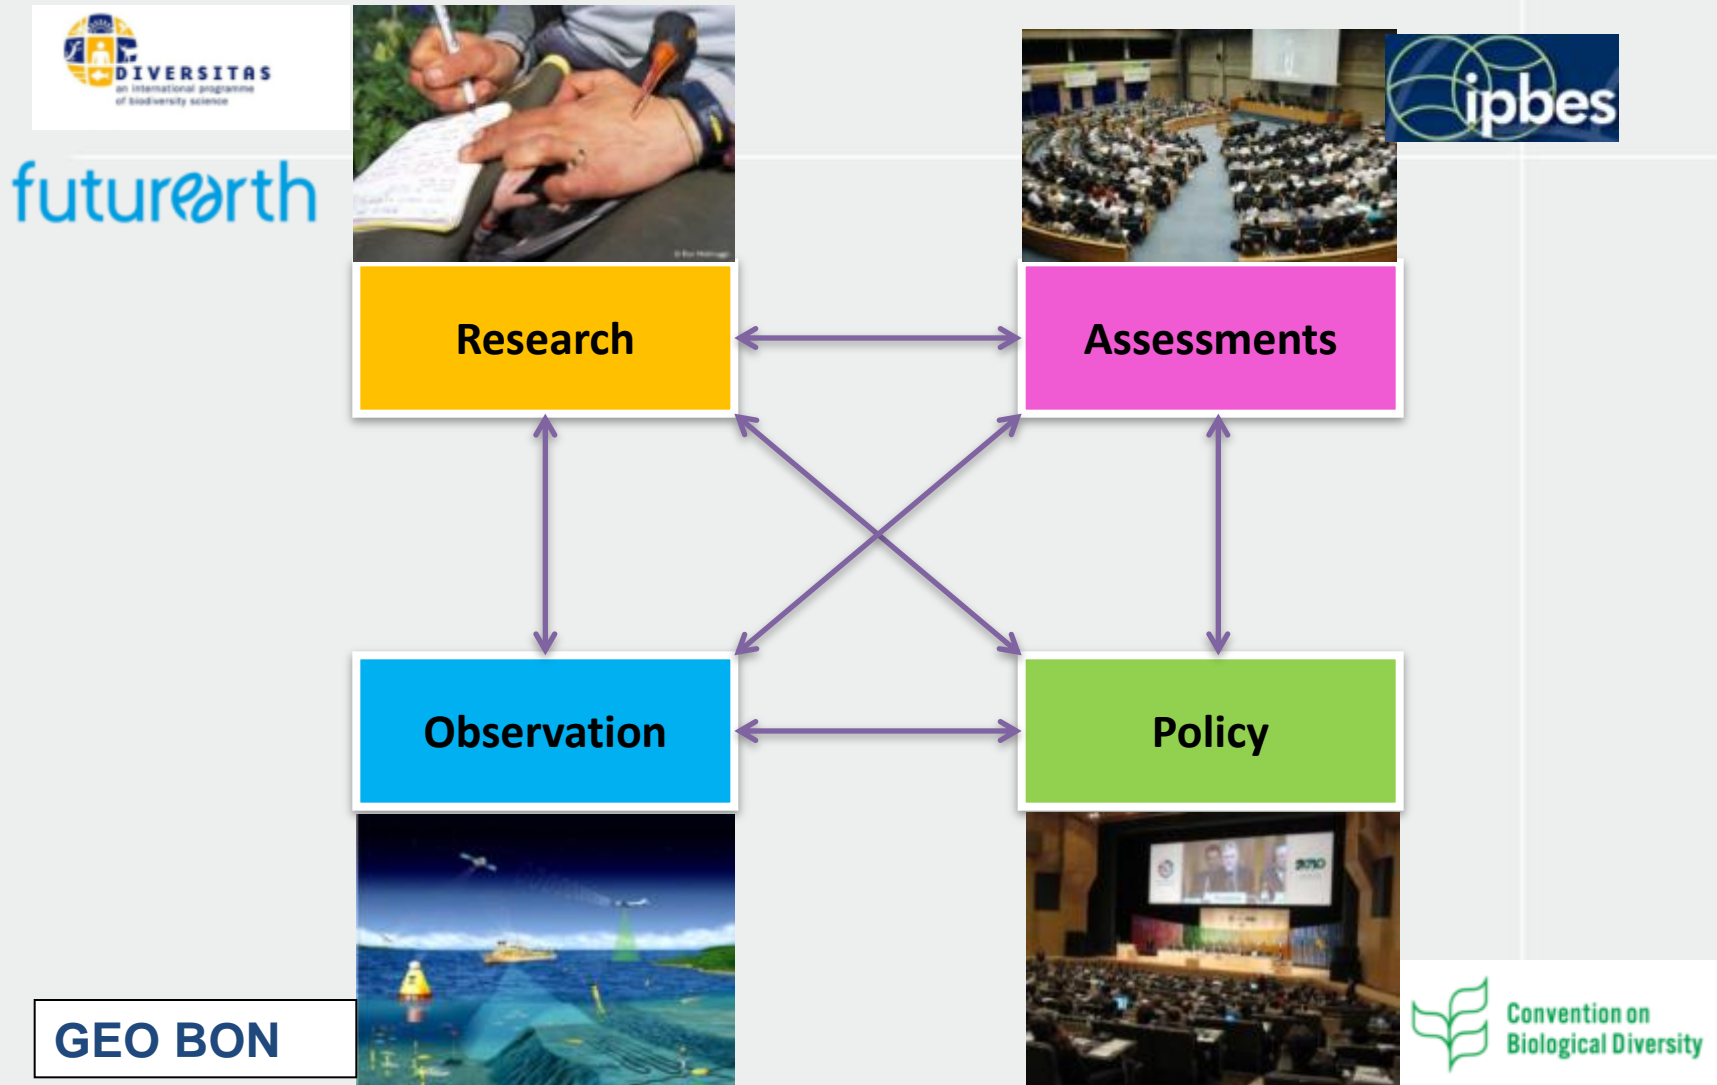 DIVERSITAS
an international programme
of biodiversity science
futurearth
ipbes
Research
Assessments
Observation
Policy
GEO BON
Convention on
Biological Diversity